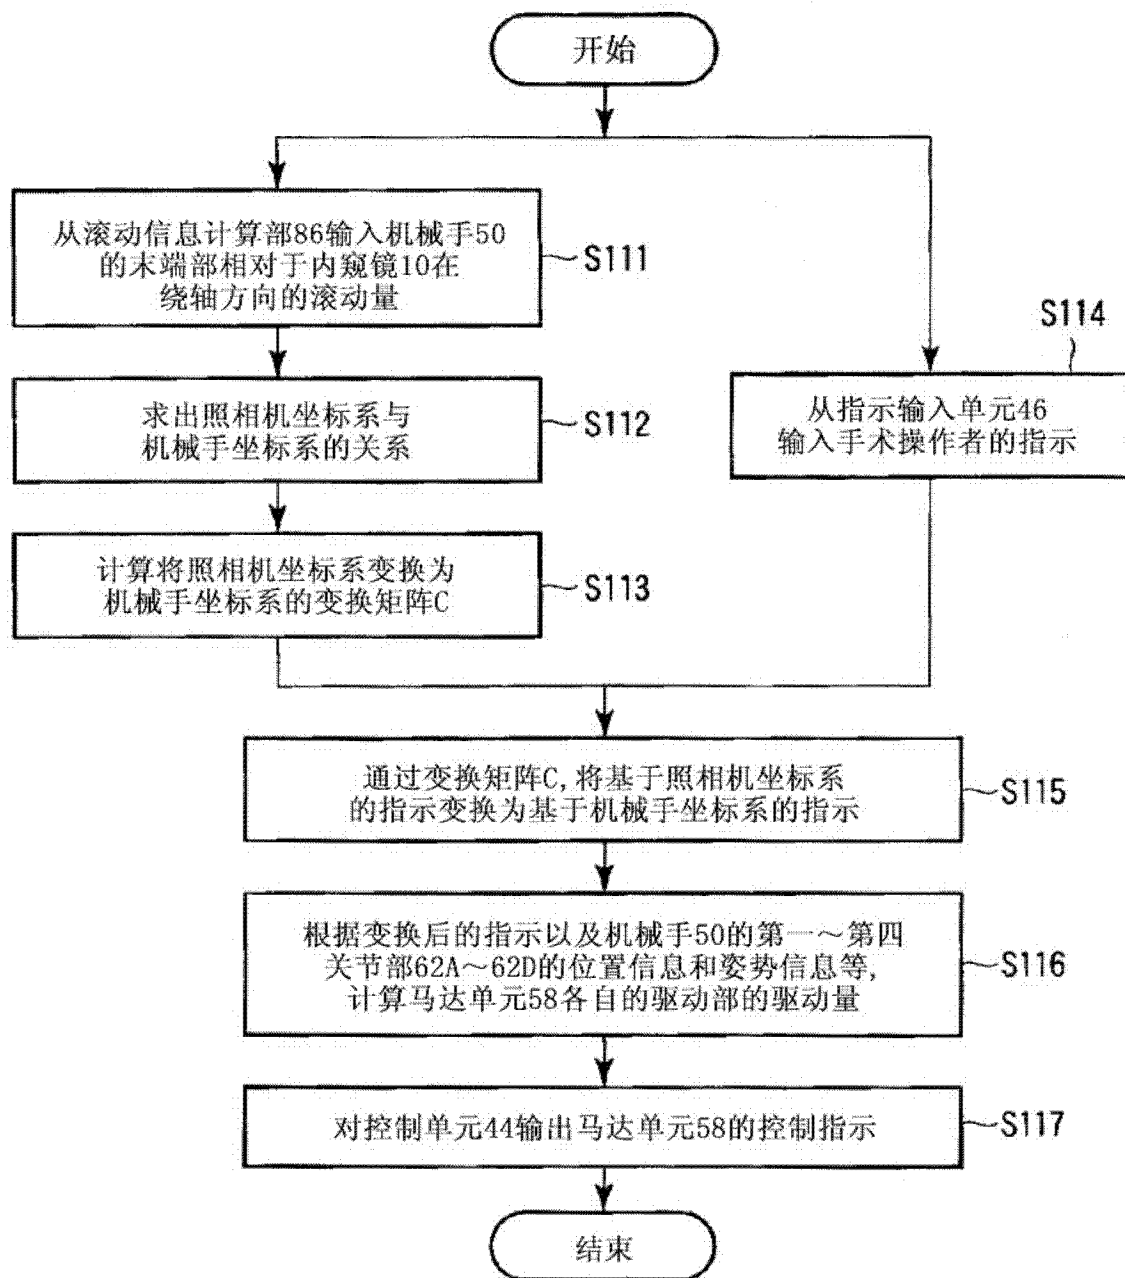 开始
从滚动信息计算部86输入机械手50
的末端部相对于内窥镜10在
绕轴方向的滚动量
S111
求出照相机坐标系与
机械手坐标系的关系
S112
计算将照相机坐标系变换为
机械手坐标系的变换矩阵C
S113
S114
从指示输入单元46
输入手术操作者的指示
通过变换矩阵C,将基于照相机坐标系
的指示变换为基于机械手坐标系的指示
S115
根据变换后的指示以及机械手50的第一～第四
关节部62A～62D的位置信息和姿势信息等,
计算马达单元58各自的驱动部的驱动量
S116
对控制单元44输出马达单元58的控制指示
S117
结束